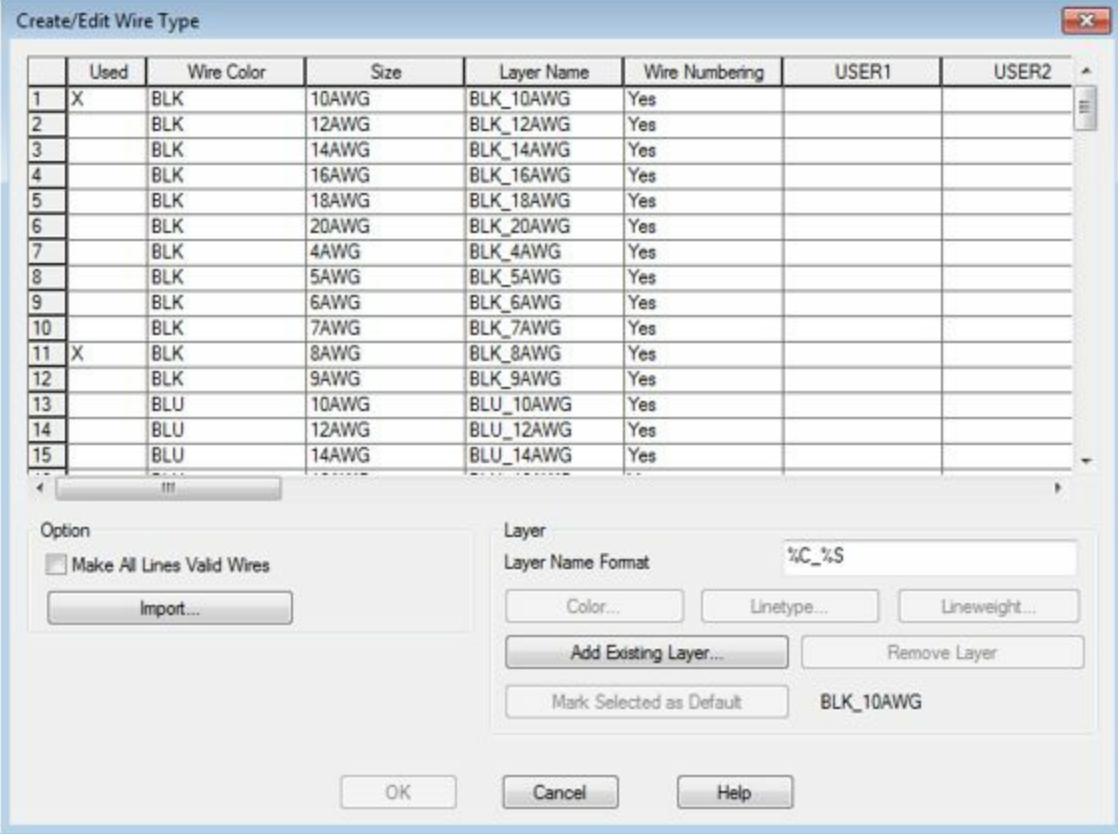 Create/Edit Wire Type
Used Wire Color Size Layer Name Wire Numbering USER1 USER2
1 X BLK 10AWG BLK_10AWG Yes
2 BLK 12AWG BLK_12AWG Yes
3 BLK 14AWG BLK_14AWG Yes
4 BLK 16AWG BLK_16AWG Yes
5 BLK 18AWG BLK_18AWG Yes
6 BLK 20AWG BLK_20AWG Yes
7 BLK 4AWG BLK_4AWG Yes
8 BLK 5AWG BLK_5AWG Yes
9 BLK 6AWG BLK_6AWG Yes
10 BLK 7AWG BLK_7AWG Yes
11 X BLK 8AWG BLK_8AWG Yes
12 BLK 9AWG BLK_9AWG Yes
13 BLU 10AWG BLU_10AWG Yes
14 BLU 12AWG BLU_12AWG Yes
15 BLU 14AWG BLU_14AWG Yes
Option
Make All Lines Valid Wires
Import...
Layer
Layer Name Format %C_%S
Color... Linetype... Lineweight...
Add Existing Layer... Remove Layer
Mark Selected as Default BLK_10AWG
OK Cancel Help